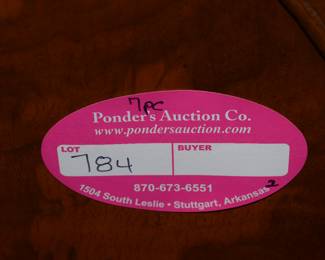 7pc
Ponder's Auction Co.
www.pondersauction.com
LOT BUYER
784
870-673-6551
1504 South Leslie • Stuttgart, Arkansas
2